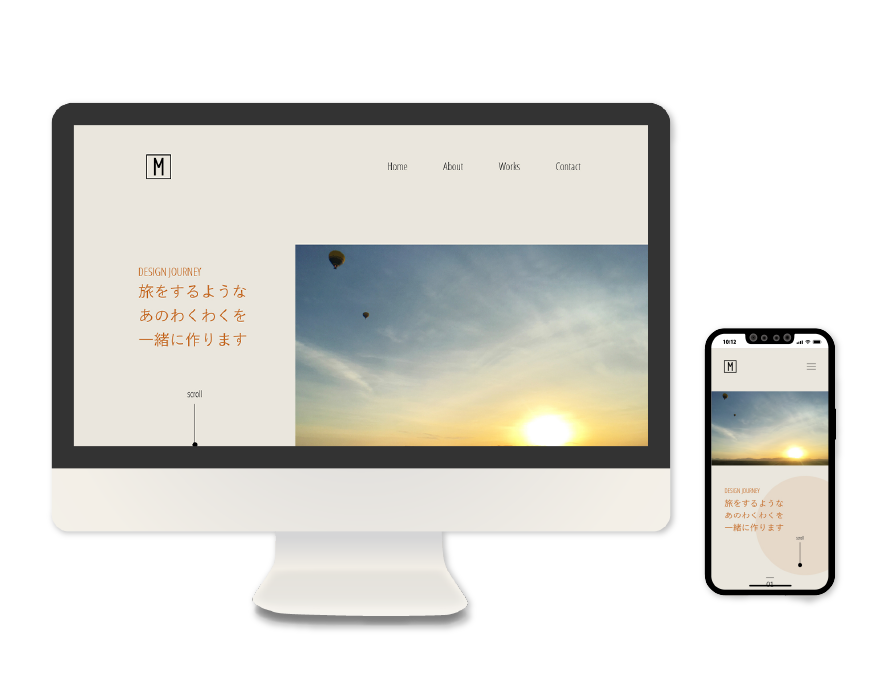 M
Home About Works Contact
DESIGN JOURNEY
旅をするような
あのわくわくを
一緒に作ります
scroll
10:12
M
DESIGN JOURNEY
旅をするような
あのわくわくを
一緒に作ります
scroll
01